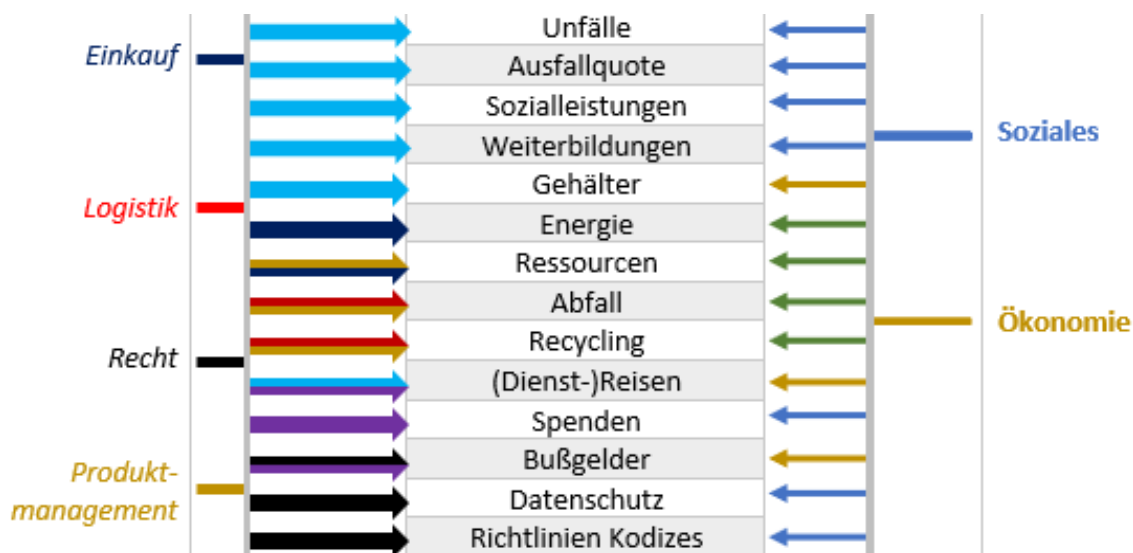 Einkauf
Logistik
Recht
Produkt-
management
Unfälle
Ausfallquote
Sozialleistungen
Weiterbildungen
Gehälter
Energie
Ressourcen
Abfall
Recycling
(Dienst-)Reisen
Spenden
Bußgelder
Datenschutz
Richtlinien Kodizes
Soziales
Ökonomie